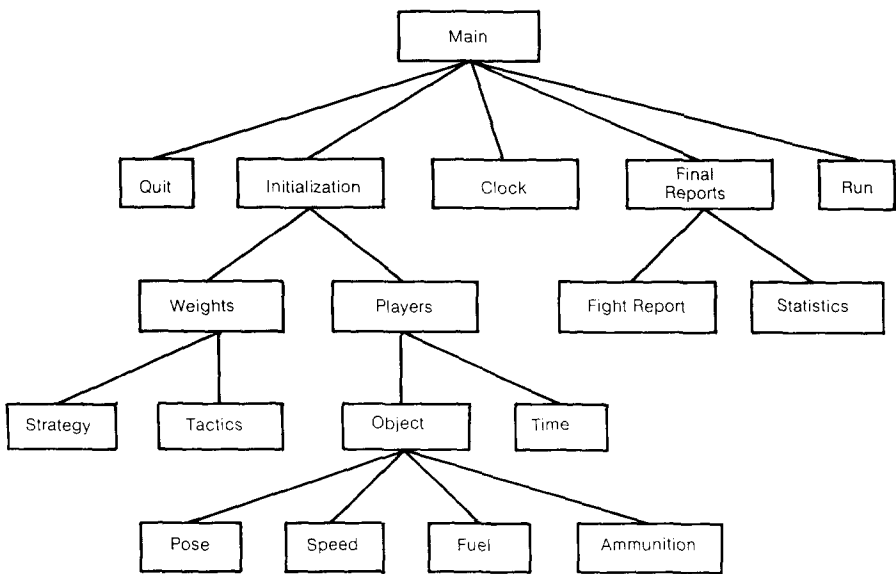 Main
Quit
Initialization
Clock
Final
Reports
Run
Weights
Players
Fight Report
Statistics
Strategy
Tactics
Object
Time
Pose
Speed
Fuel
Ammunition